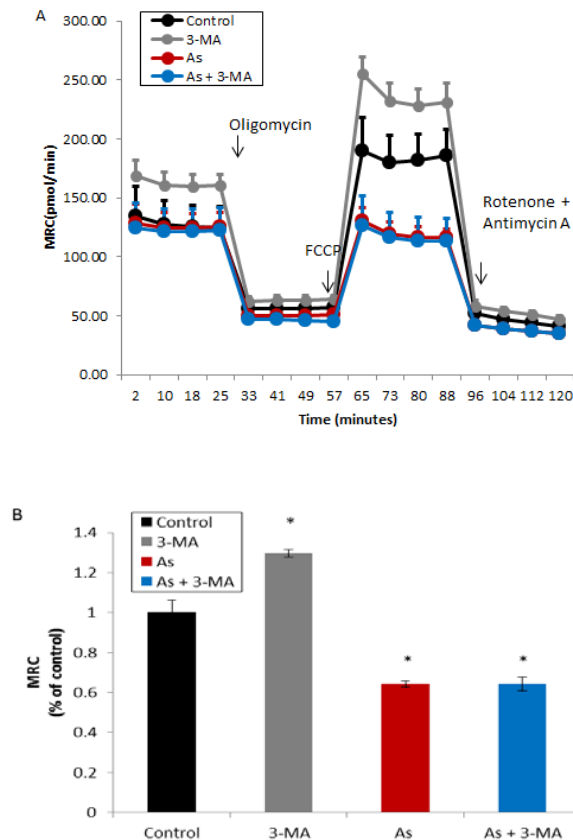 A
Control
3-MA
As
As + 3-MA
300.00
250.00
200.00
150.00
100.00
50.00
0.00
MRC(pmol/min)
Oligomycin
FCCP
Rotenone +
Antimycin A
2 10 18 25 33 41 49 57 65 73 80 88 96 104 112 120
Time (minutes)
B
Control
3-MA
As
As + 3-MA
1.4
1.2
1
0.8
0.6
0.4
0.2
0
MRC
(% of control)
*
*
*
Control 3-MA As As + 3-MA